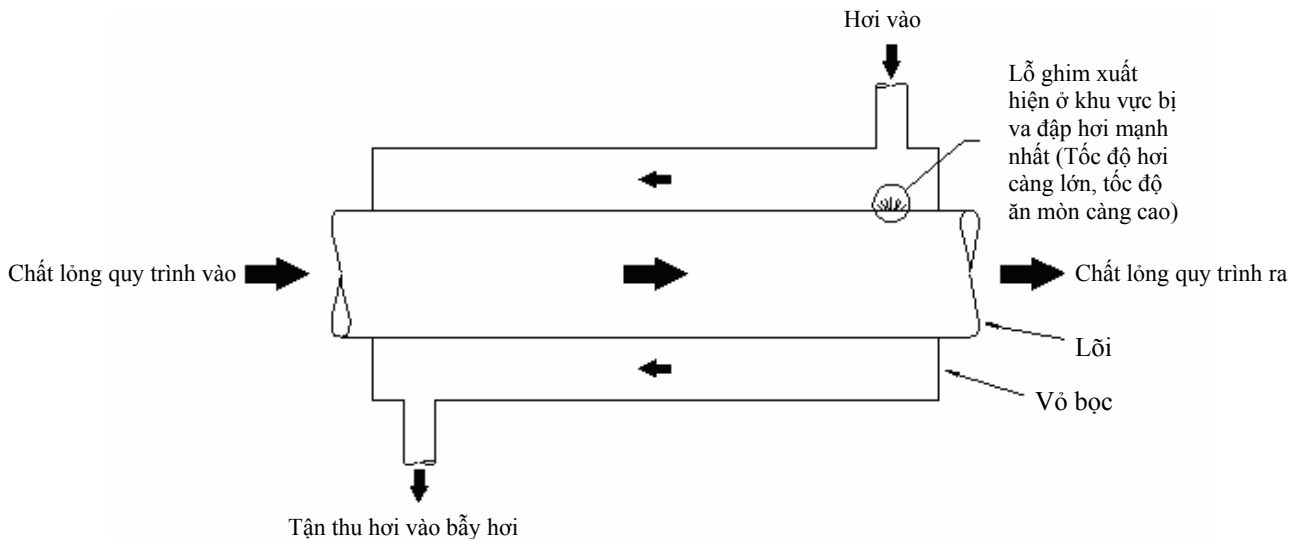 Hơi vào
Lỗ ghim xuất
hiện ở khu vực bị
va đập hơi mạnh
nhất (Tốc độ hơi
càng lớn, tốc độ
ăn mòn càng cao)
Chất lỏng quy trình vào
Chất lỏng quy trình ra
Lõi
Vỏ bọc
Tận thu hơi vào bẫy hơi